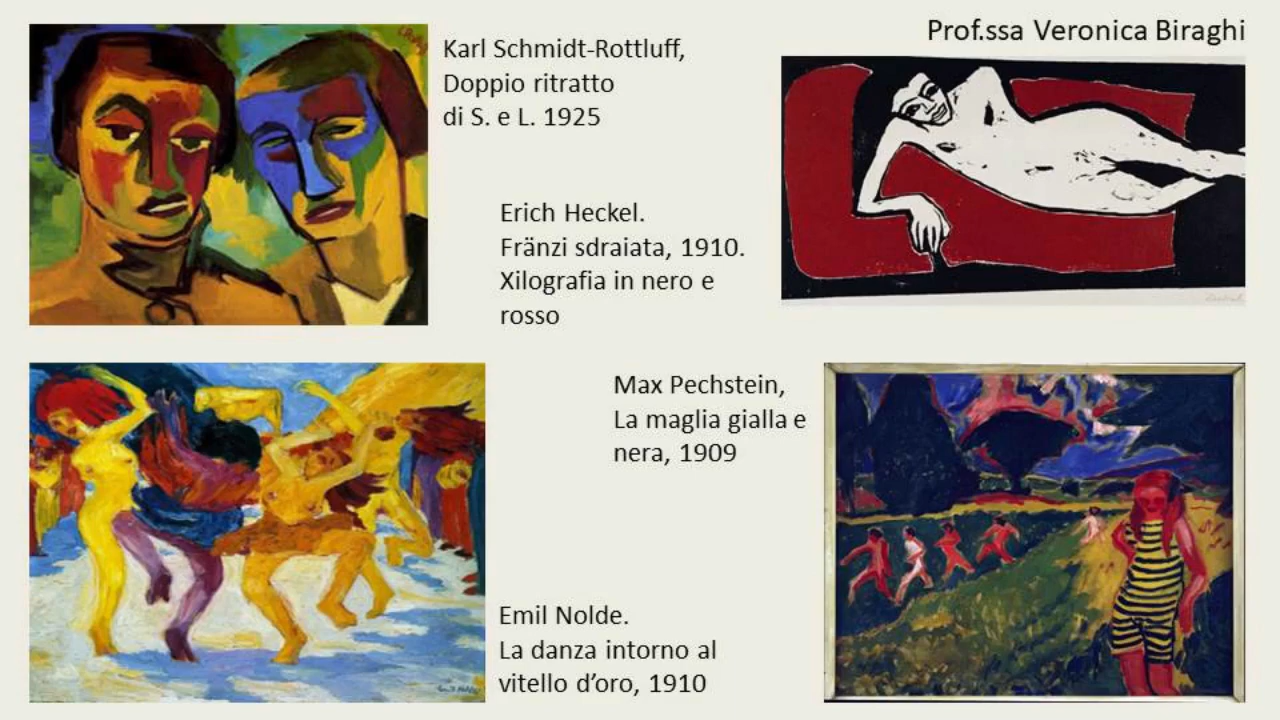 Prof.ssa Veronica Biraghi
Karl Schmidt-Rottluff,
Doppio ritratto
di S. e L. 1925
Erich Heckel.
Fränzi sdraiata, 1910.
Xilografia in nero e
rosso
Max Pechstein,
La maglia gialla e
nera, 1909
Emil Nolde.
La danza intorno al
vitello d’oro, 1910